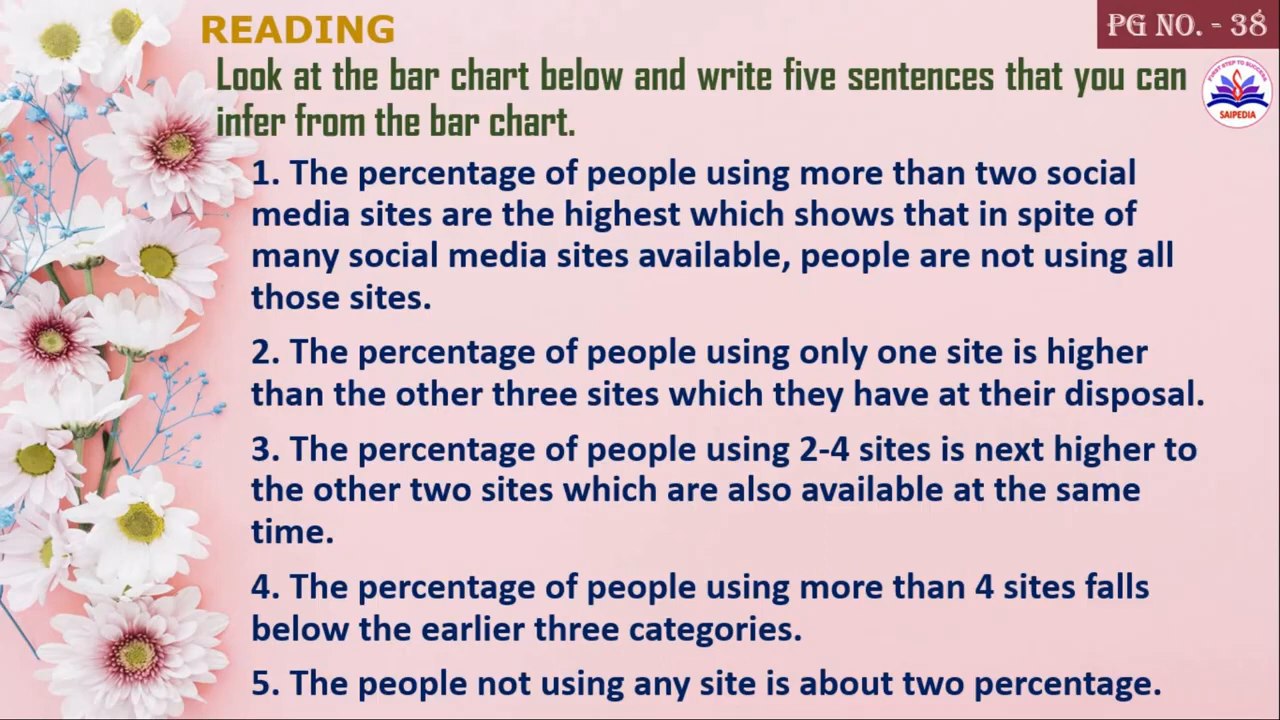 READING
PG NO. - 38
Look at the bar chart below and write five sentences that you can
infer from the bar chart.
FIRST STEP TO SUCCESS
SAIPEDIA
1. The percentage of people using more than two social
media sites are the highest which shows that in spite of
many social media sites available, people are not using all
those sites.
2. The percentage of people using only one site is higher
than the other three sites which they have at their disposal.
3. The percentage of people using 2-4 sites is next higher to
the other two sites which are also available at the same
time.
4. The percentage of people using more than 4 sites falls
below the earlier three categories.
5. The people not using any site is about two percentage.